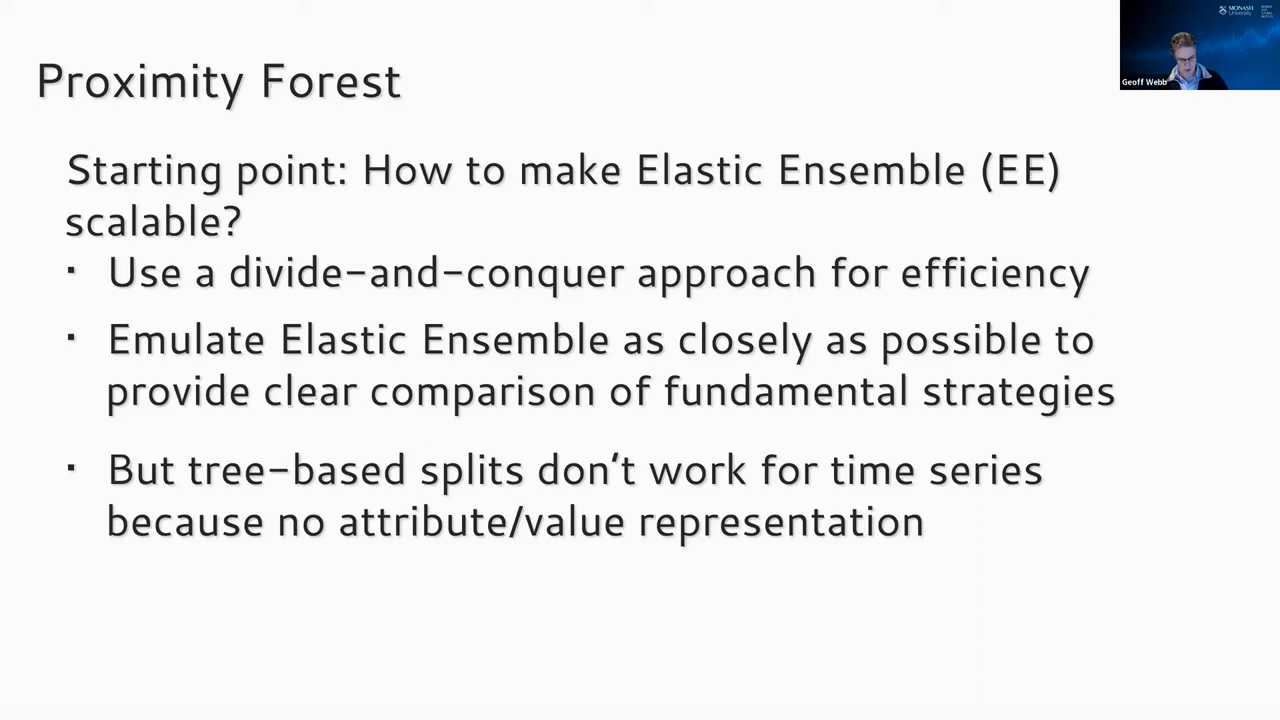 Proximity Forest
Starting point: How to make Elastic Ensemble (EE)
scalable?
▪ Use a divide-and-conquer approach for efficiency
▪ Emulate Elastic Ensemble as closely as possible to
provide clear comparison of fundamental strategies
▪ But tree-based splits don't work for time series
because no attribute/value representation
MONASH
University
Geoff Webb